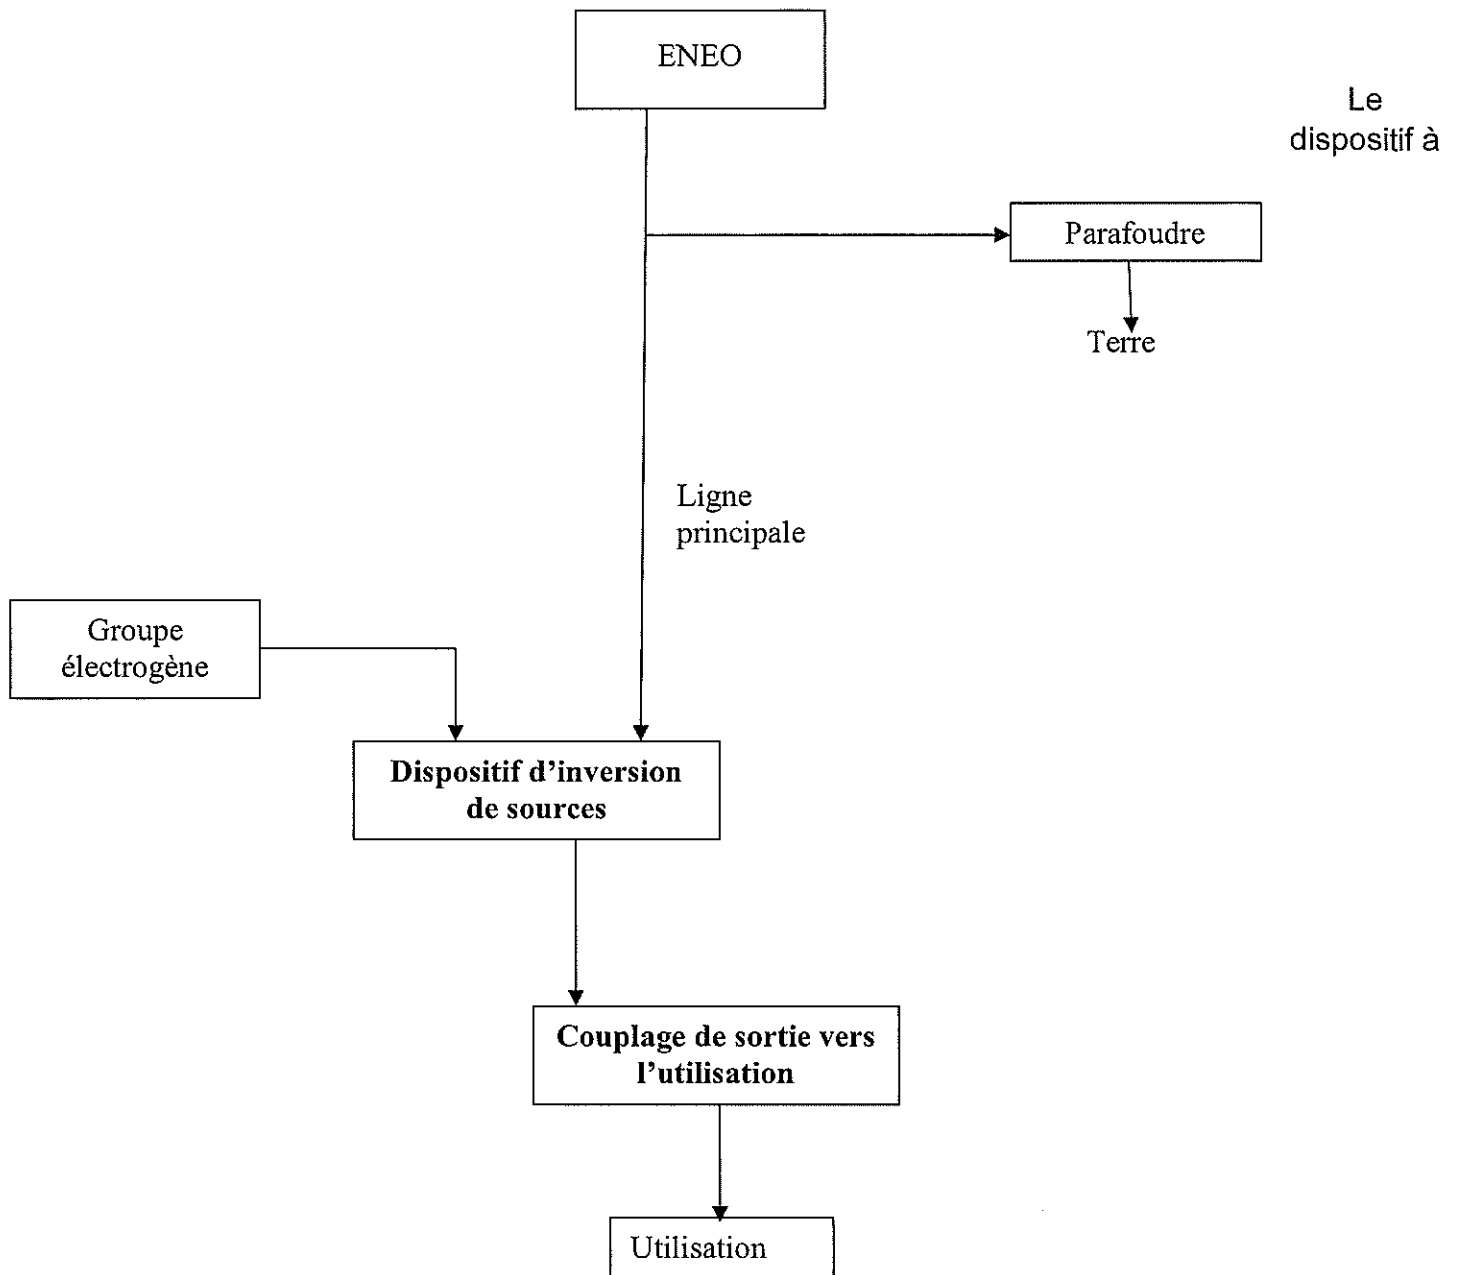 ENEO
Le
dispositif à
Parafoudre
Terre
Ligne
principale
Groupe
électrogène
Dispositif d’inversion
de sources
Couplage de sortie vers
l’utilisation
Utilisation